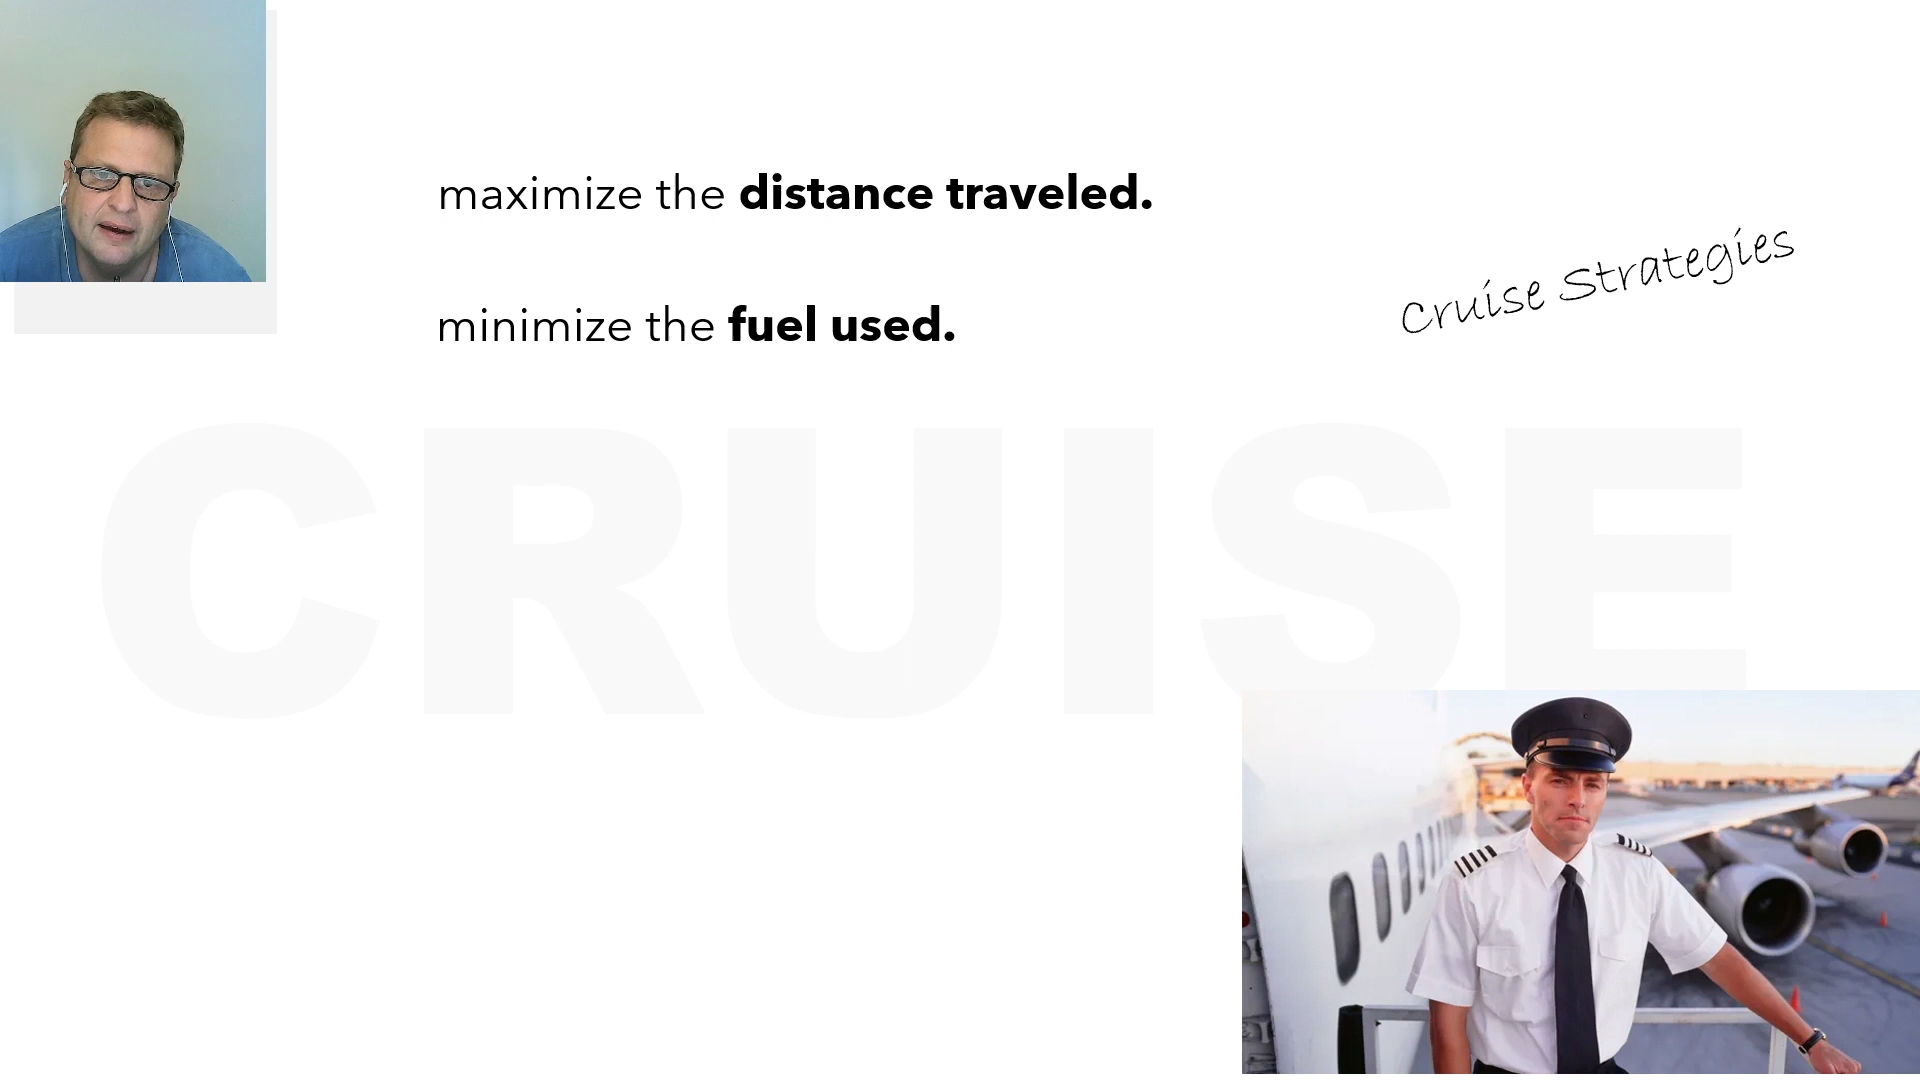 maximize the distance traveled.
Cruise Strategies
minimize the fuel used.
CRUISE